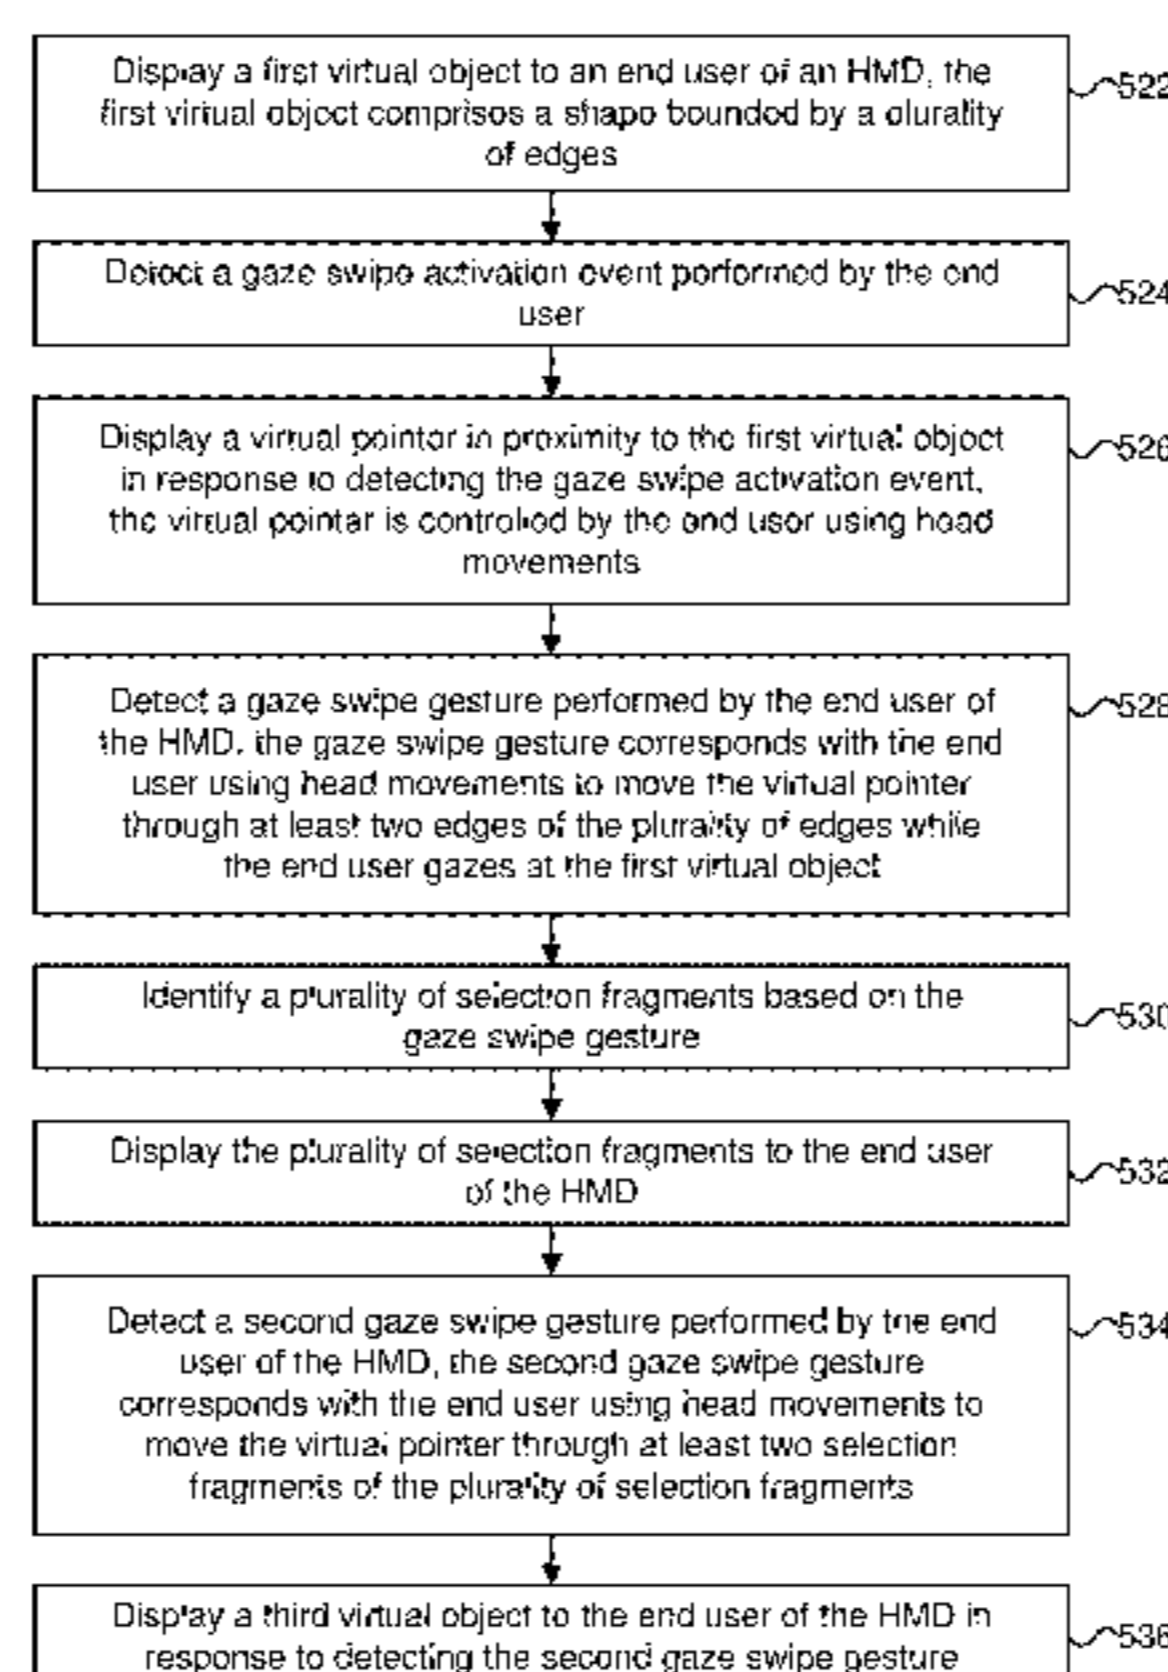 Display a first virtual object to an end user of an HMD, the
first virtual object comprises a shape bounded by a plurality
of edges
522
Detect a gaze swipe activation event performed by the end
user
524
Display a virtual pointer in proximity to the first virtual object
in response to detecting the gaze swipe activation event,
the virtual pointer is controlled by the end user using head
movements
526
Detect a gaze swipe gesture performed by the end user of
the HMD, the gaze swipe gesture corresponds with the end
user using head movements to move the virtual pointer
through at least two edges of the plurality of edges while
the end user gazes at the first virtual object
528
Identify a plurality of selection fragments based on the
gaze swipe gesture
530
Display the plurality of selection fragments to the end user
of the HMD
532
Detect a second gaze swipe gesture performed by the end
user of the HMD, the second gaze swipe gesture
corresponds with the end user using head movements to
move the virtual pointer through at least two selection
fragments of the plurality of selection fragments
534
Display a third virtual object to the end user of the HMD in
response to detecting the second gaze swipe gesture
536